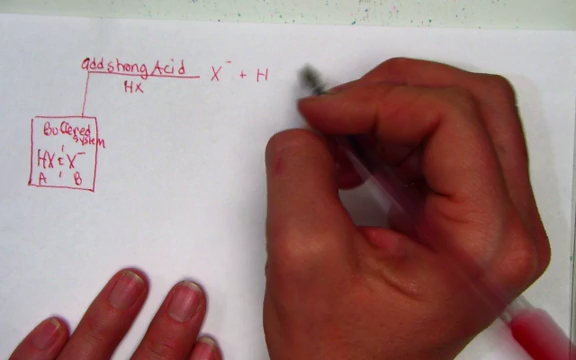 add strong Acid
X⁻ + H
HX
Buffered
System
HX : X⁻
A B